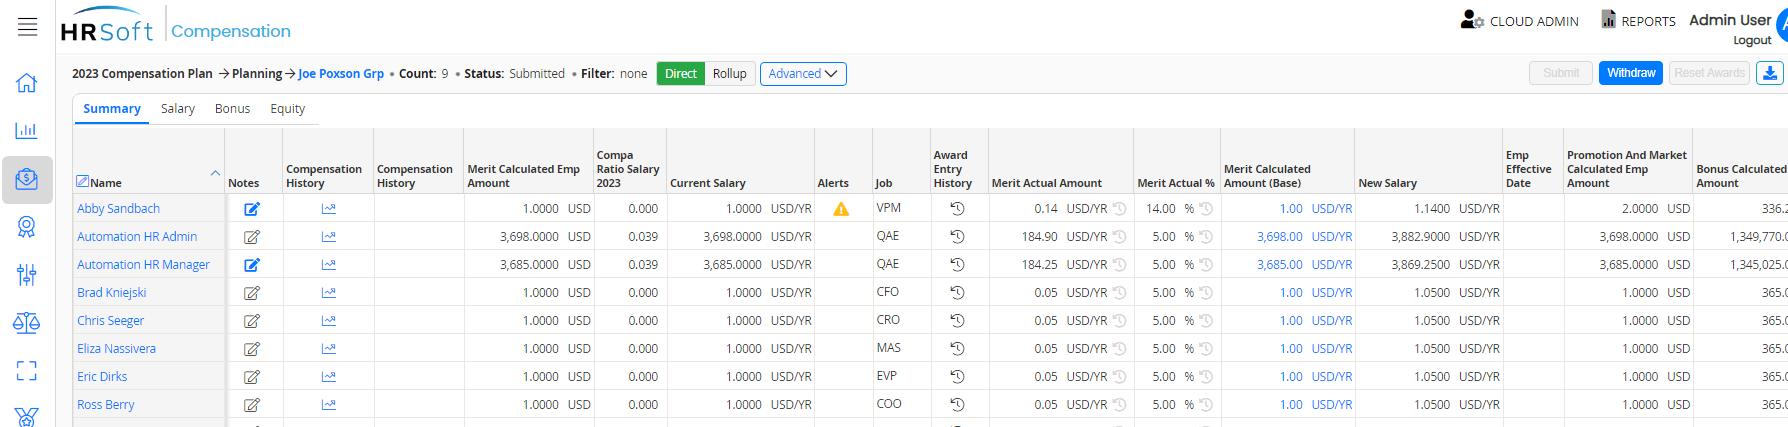 HRSoft Compensation
CLOUD ADMIN REPORTS Admin User
Logout
2023 Compensation Plan → Planning → Joe Poxson Grp • Count: 9 • Status: Submitted • Filter: none Direct Rollup Advanced Submit Withdraw Reset Awards
Summary Salary Bonus Equity
Name
Notes
Compensation
History
Compensation
History
Merit Calculated Emp
Amount
Compa
Ratio Salary
2023
Current Salary
Alerts
Job
Award
Entry
History
Merit Actual Amount
Merit Actual %
Merit Calculated
Amount (Base)
New Salary
Emp
Effective
Date
Promotion And Market
Calculated Emp
Amount
Bonus Calculated
Amount
Abby Sandbach 1.0000 USD 0.000 1.0000 USD/YR VPM 0.14 USD/YR 14.00 % 1.00 USD/YR 1.1400 USD/YR 2.0000 USD 336.2
Automation HR Admin 3,698.0000 USD 0.039 3,698.0000 USD/YR QAE 184.90 USD/YR 5.00 % 3,698.00 USD/YR 3,882.9000 USD/YR 3,698.0000 USD 1,349,770.0
Automation HR Manager 3,685.0000 USD 0.039 3,685.0000 USD/YR QAE 184.25 USD/YR 5.00 % 3,685.00 USD/YR 3,869.2500 USD/YR 3,685.0000 USD 1,345,025.0
Brad Kniejski 1.0000 USD 0.000 1.0000 USD/YR CFO 0.05 USD/YR 5.00 % 1.00 USD/YR 1.0500 USD/YR 1.0000 USD 365.0
Chris Seeger 1.0000 USD 0.000 1.0000 USD/YR CRO 0.05 USD/YR 5.00 % 1.00 USD/YR 1.0500 USD/YR 1.0000 USD 365.0
Eliza Nassivera 1.0000 USD 0.000 1.0000 USD/YR MAS 0.05 USD/YR 5.00 % 1.00 USD/YR 1.0500 USD/YR 1.0000 USD 365.0
Eric Dirks 1.0000 USD 0.000 1.0000 USD/YR EVP 0.05 USD/YR 5.00 % 1.00 USD/YR 1.0500 USD/YR 1.0000 USD 365.0
Ross Berry 1.0000 USD 0.000 1.0000 USD/YR COO 0.05 USD/YR 5.00 % 1.00 USD/YR 1.0500 USD/YR 1.0000 USD 365.0